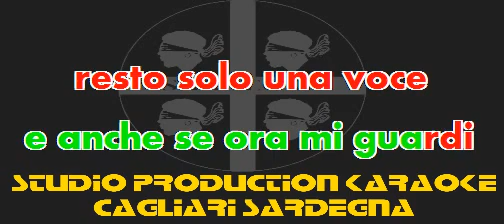 resto solo una voce
e anche se ora mi guardi
STUDIO PRODUCTION KARAOKE
CAGLIARI SARDEGNA